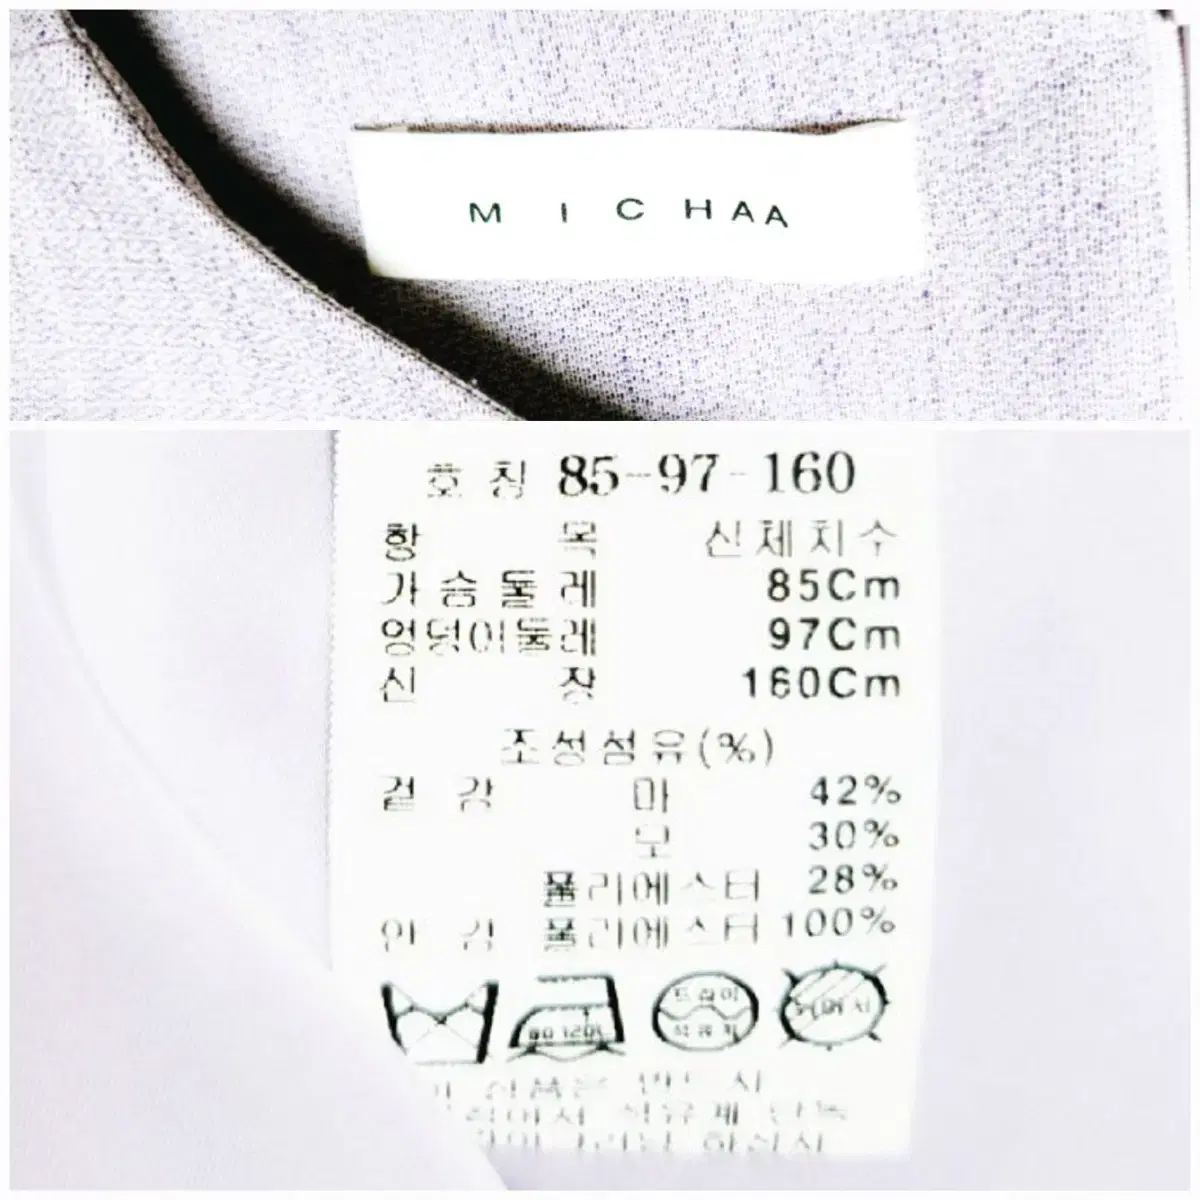 MICHAA
호칭 85-97-160
항목 신체치수
가슴둘레 85Cm
엉덩이둘레 97Cm
신장 160Cm
조성섬유(%)
겉감 마 42%
모 30%
폴리에스터 28%
안감 폴리에스터 100%
드라이
석유계